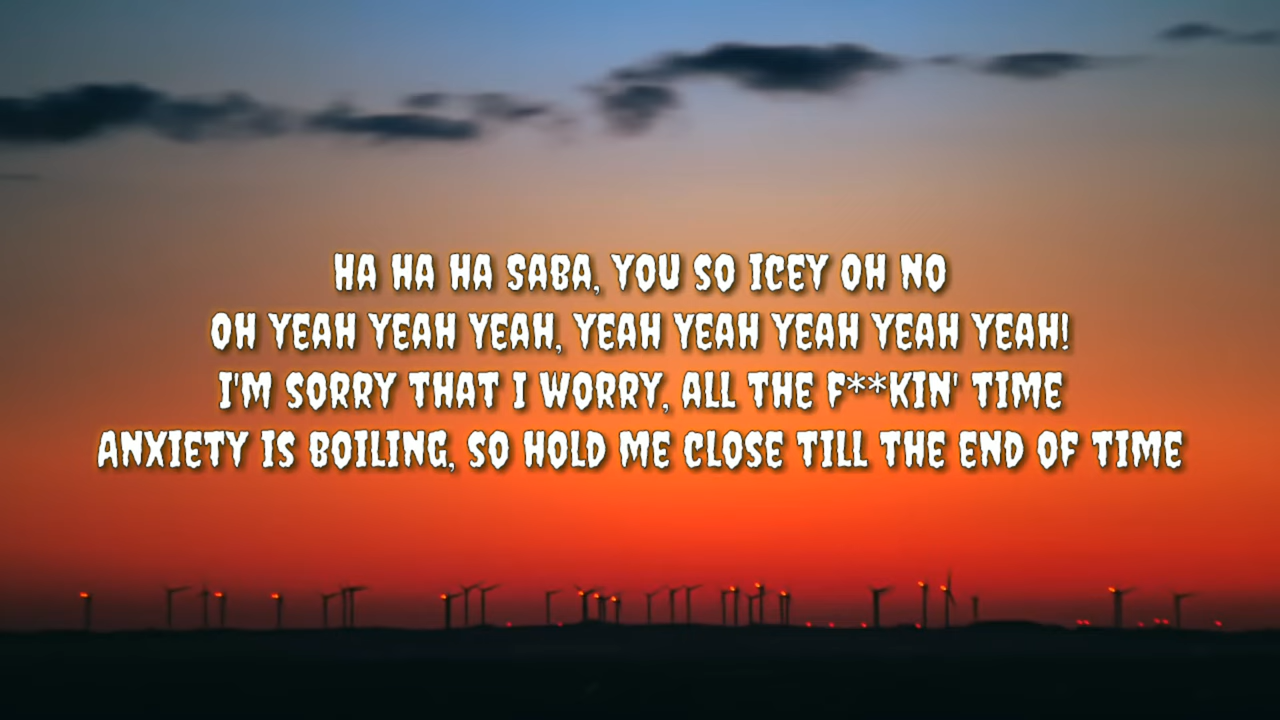 HA HA HA SABA, YOU SO ICEY OH NO
OH YEAH YEAH YEAH, YEAH YEAH YEAH YEAH YEAH!
I'M SORRY THAT I WORRY, ALL THE F**KIN' TIME
ANXIETY IS BOILING, SO HOLD ME CLOSE TILL THE END OF TIME